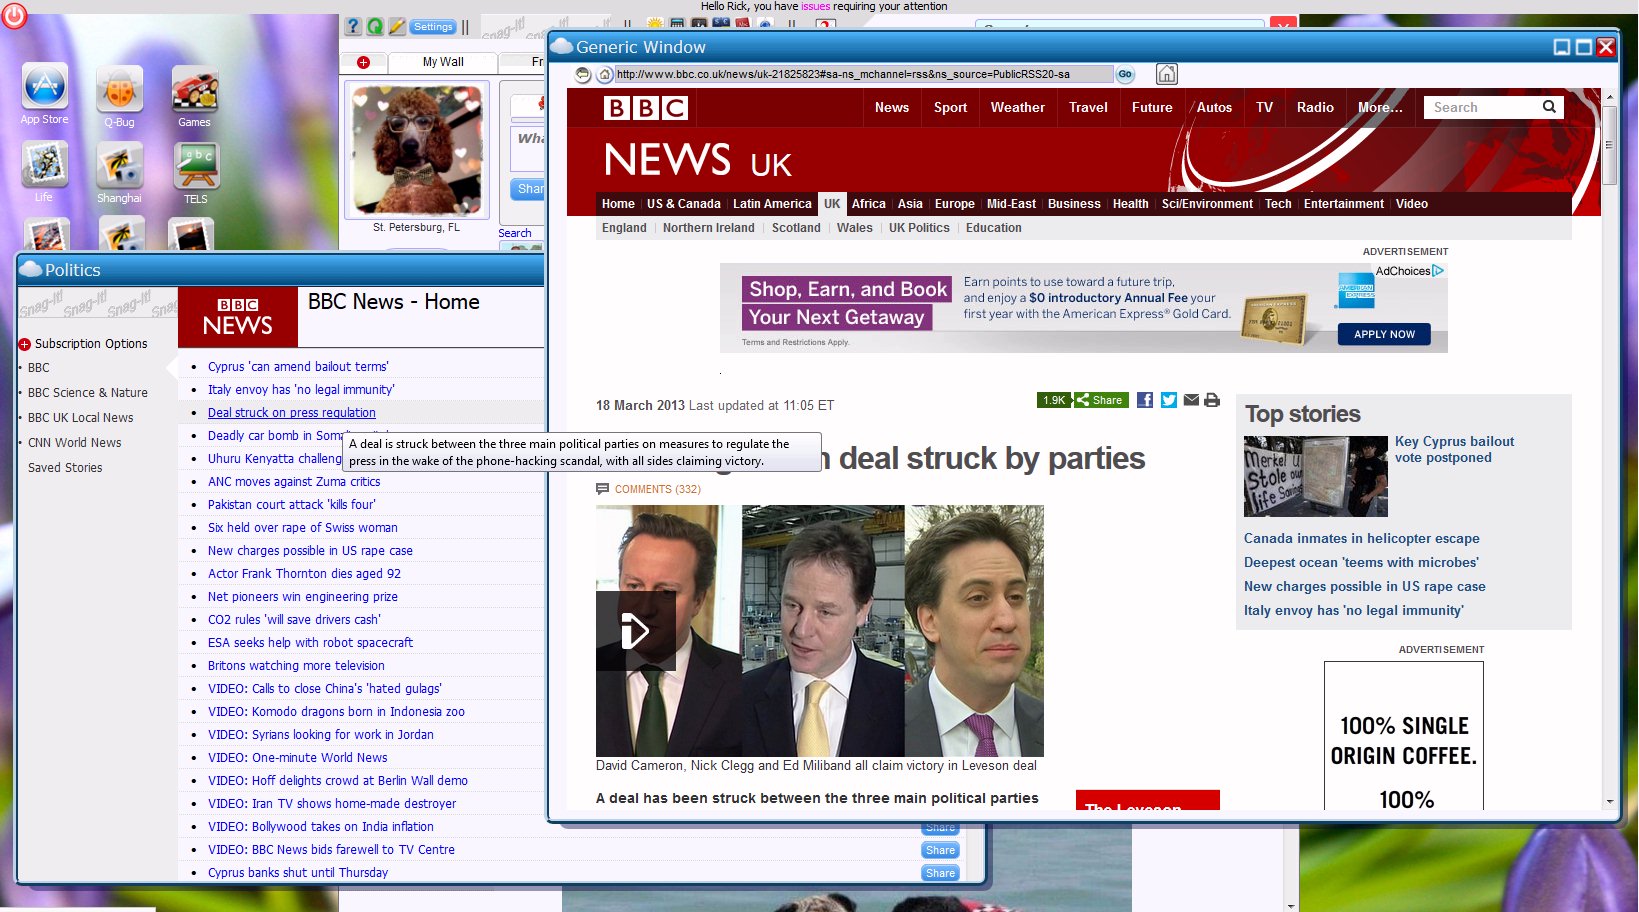 Hello Rick, you have issues requiring your attention
Settings
My Wall
St. Petersburg, FL
Search
App Store
Q-Bug
Games
Life
Shanghai
TELS
Politics
Snag-It! Snag-It! Snag-It! Snag-It!
Subscription Options
BBC
BBC Science & Nature
BBC UK Local News
CNN World News
Saved Stories
BBC
NEWS
BBC News - Home
Cyprus 'can amend bailout terms'
Italy envoy has 'no legal immunity'
Deal struck on press regulation
Deadly car bomb in
Uhuru Kenyatta
A deal is struck between the three main political parties on measures to regulate the
press in the wake of the phone-hacking scandal, with all sides claiming victory.
ANC moves against Zuma critics
Pakistan court attack 'kills four'
Six held over rape of Swiss woman
New charges possible in US rape case
Actor Frank Thornton dies aged 92
Net pioneers win engineering prize
CO2 rules 'will save drivers cash'
ESA seeks help with robot spacecraft
Britons watching more television
VIDEO: Calls to close China's 'hated gulags'
VIDEO: Komodo dragons born in Indonesia zoo
VIDEO: Syrians looking for work in Jordan
VIDEO: One-minute World News
VIDEO: Hoff delights crowd at Berlin Wall demo
VIDEO: Iran TV shows home-made destroyer
VIDEO: Bollywood takes on India inflation
Share
VIDEO: BBC News bids farewell to TV Centre
Share
Cyprus banks shut until Thursday
Share
Generic Window
http://www.bbc.co.uk/news/uk-21825823#sa-ns_mchannel=rss&ns_source=PublicRSS20-sa
Go
BBC
News Sport Weather Travel Future Autos TV Radio More... Search
NEWS UK
Home US & Canada Latin America UK Africa Asia Europe Mid-East Business Health Sci/Environment Tech Entertainment Video
England Northern Ireland Scotland Wales UK Politics Education
ADVERTISEMENT
AdChoices
Shop, Earn, and Book
Your Next Getaway
Terms and Restrictions Apply.
Earn points to use toward a future trip,
and enjoy a $0 introductory Annual Fee your
first year with the American Express® Gold Card.
AMERICAN EXPRESS
APPLY NOW
18 March 2013 Last updated at 11:05 ET
1.9K Share
deal struck by parties
COMMENTS (332)
David Cameron, Nick Clegg and Ed Miliband all claim victory in Leveson deal
A deal has been struck between the three main political parties
The Leveson
Top stories
Merkel U
Stole our
life Savings
Key Cyprus bailout
vote postponed
Canada inmates in helicopter escape
Deepest ocean 'teems with microbes'
New charges possible in US rape case
Italy envoy has 'no legal immunity'
ADVERTISEMENT
100% SINGLE
ORIGIN COFFEE.
100%